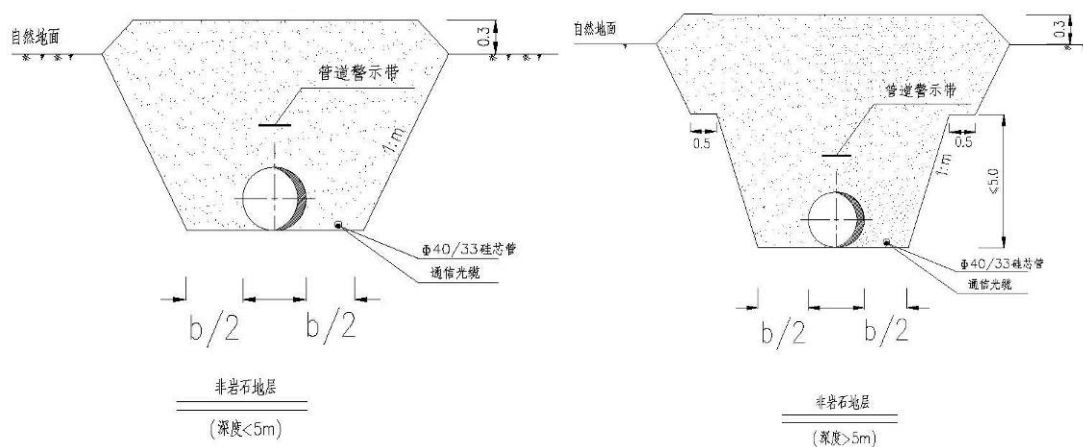 自然地面
0.3
管道警示带
1:m
Φ40/33硅芯管
通信光缆
b/2
b/2
非岩石地层
(深度<5m)
自然地面
0.3
管道警示带
0.5
0.5
1:m
≤5.0
Φ40/33硅芯管
通信光缆
b/2
b/2
非岩石地层
(深度>5m)